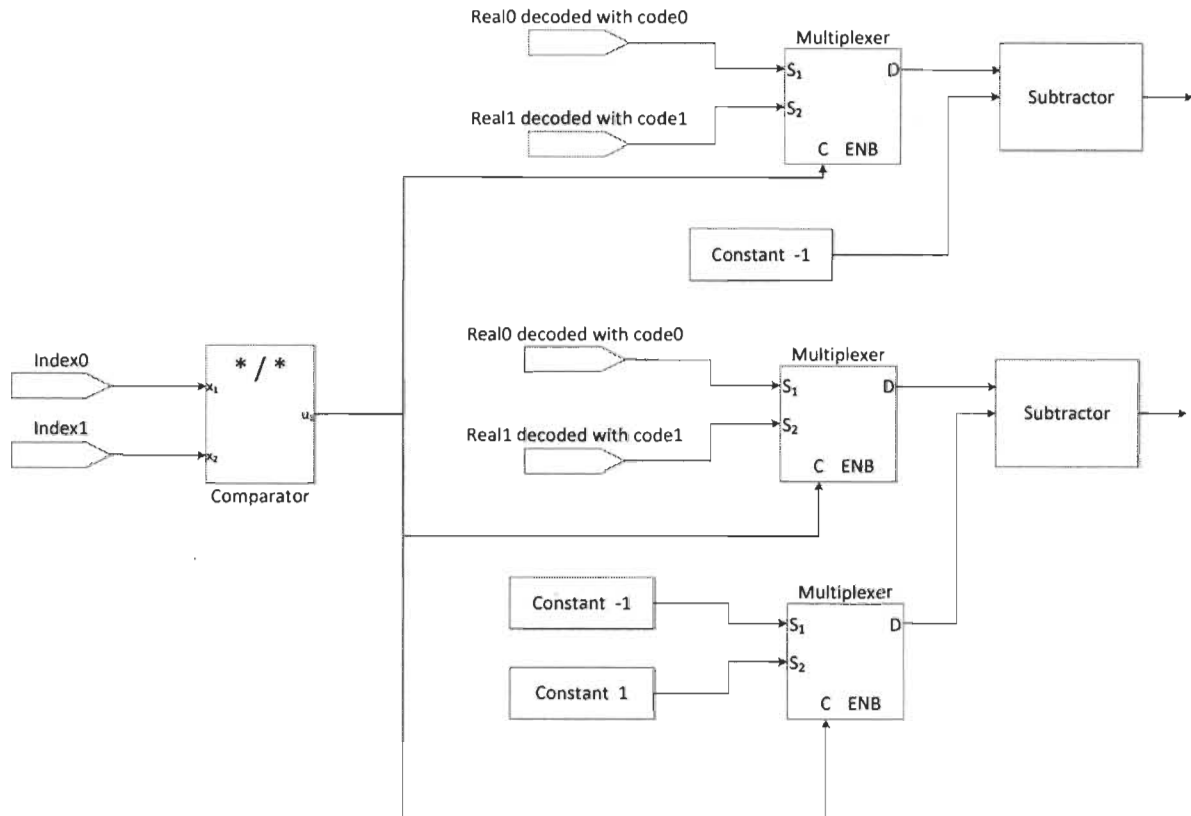 Real0 decoded with code0
Multiplexer
S₁
D
S₂
C ENB
Real1 decoded with code1
Subtractor
Constant -1
Real0 decoded with code0
Multiplexer
S₁
D
S₂
C ENB
Real1 decoded with code1
Subtractor
Index0
Index1
* / *
x₁
x₂
u₁
Comparator
Constant -1
Constant 1
Multiplexer
S₁
D
S₂
C ENB